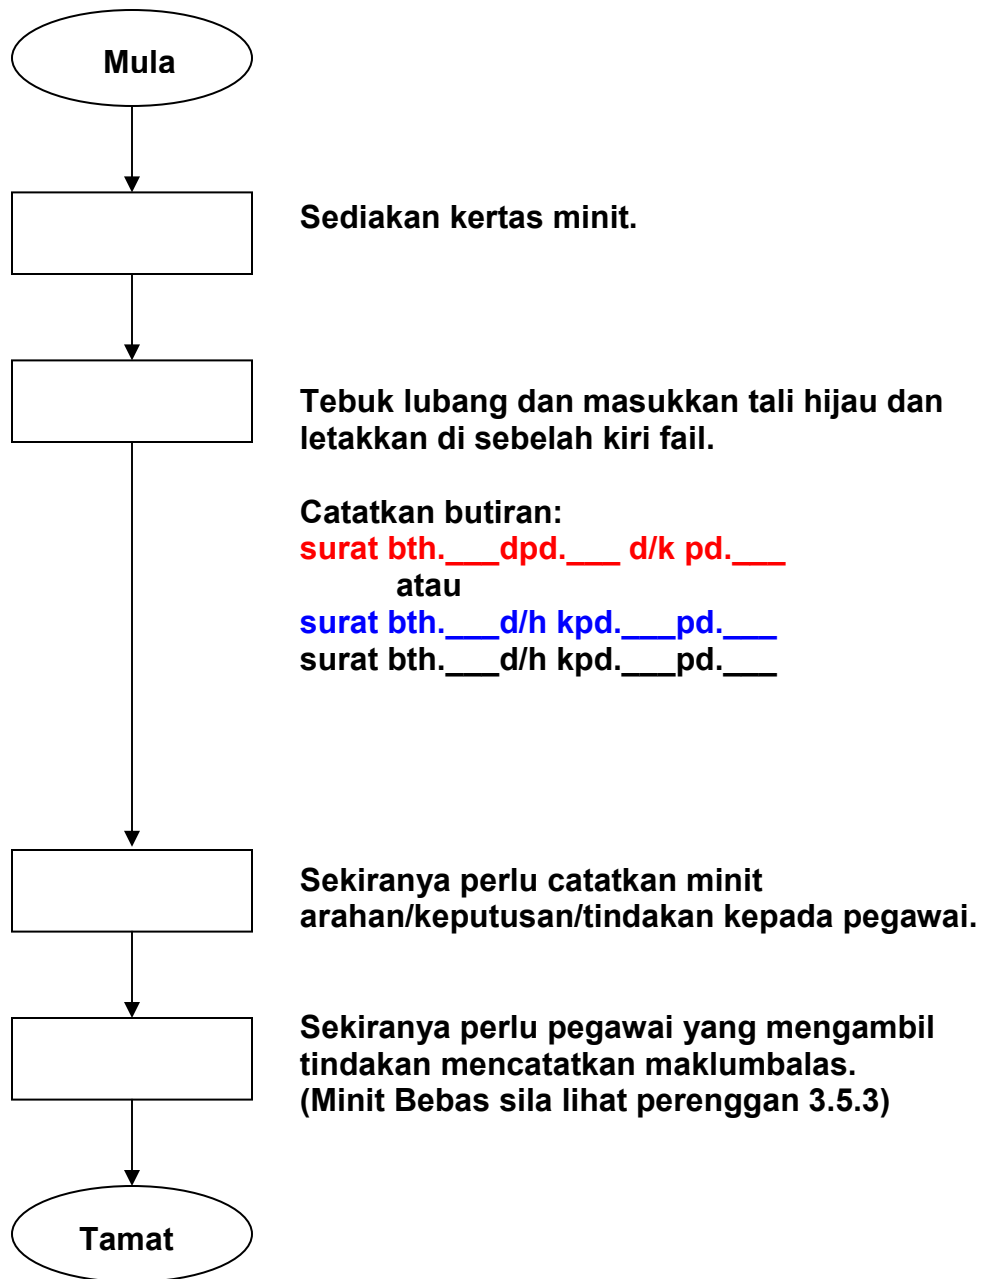 Mula
Sediakan kertas minit.
Tebuk lubang dan masukkan tali hijau dan
letakkan di sebelah kiri fail.
Catatkan butiran:
surat bth.___dpd.___ d/k pd.___
atau
surat bth.___d/h kpd.___pd.___
surat bth.___d/h kpd.___pd.___
Sekiranya perlu catatkan minit
arahan/keputusan/tindakan kepada pegawai.
Sekiranya perlu pegawai yang mengambil
tindakan mencatatkan maklumbalas.
(Minit Bebas sila lihat perenggan 3.5.3)
Tamat